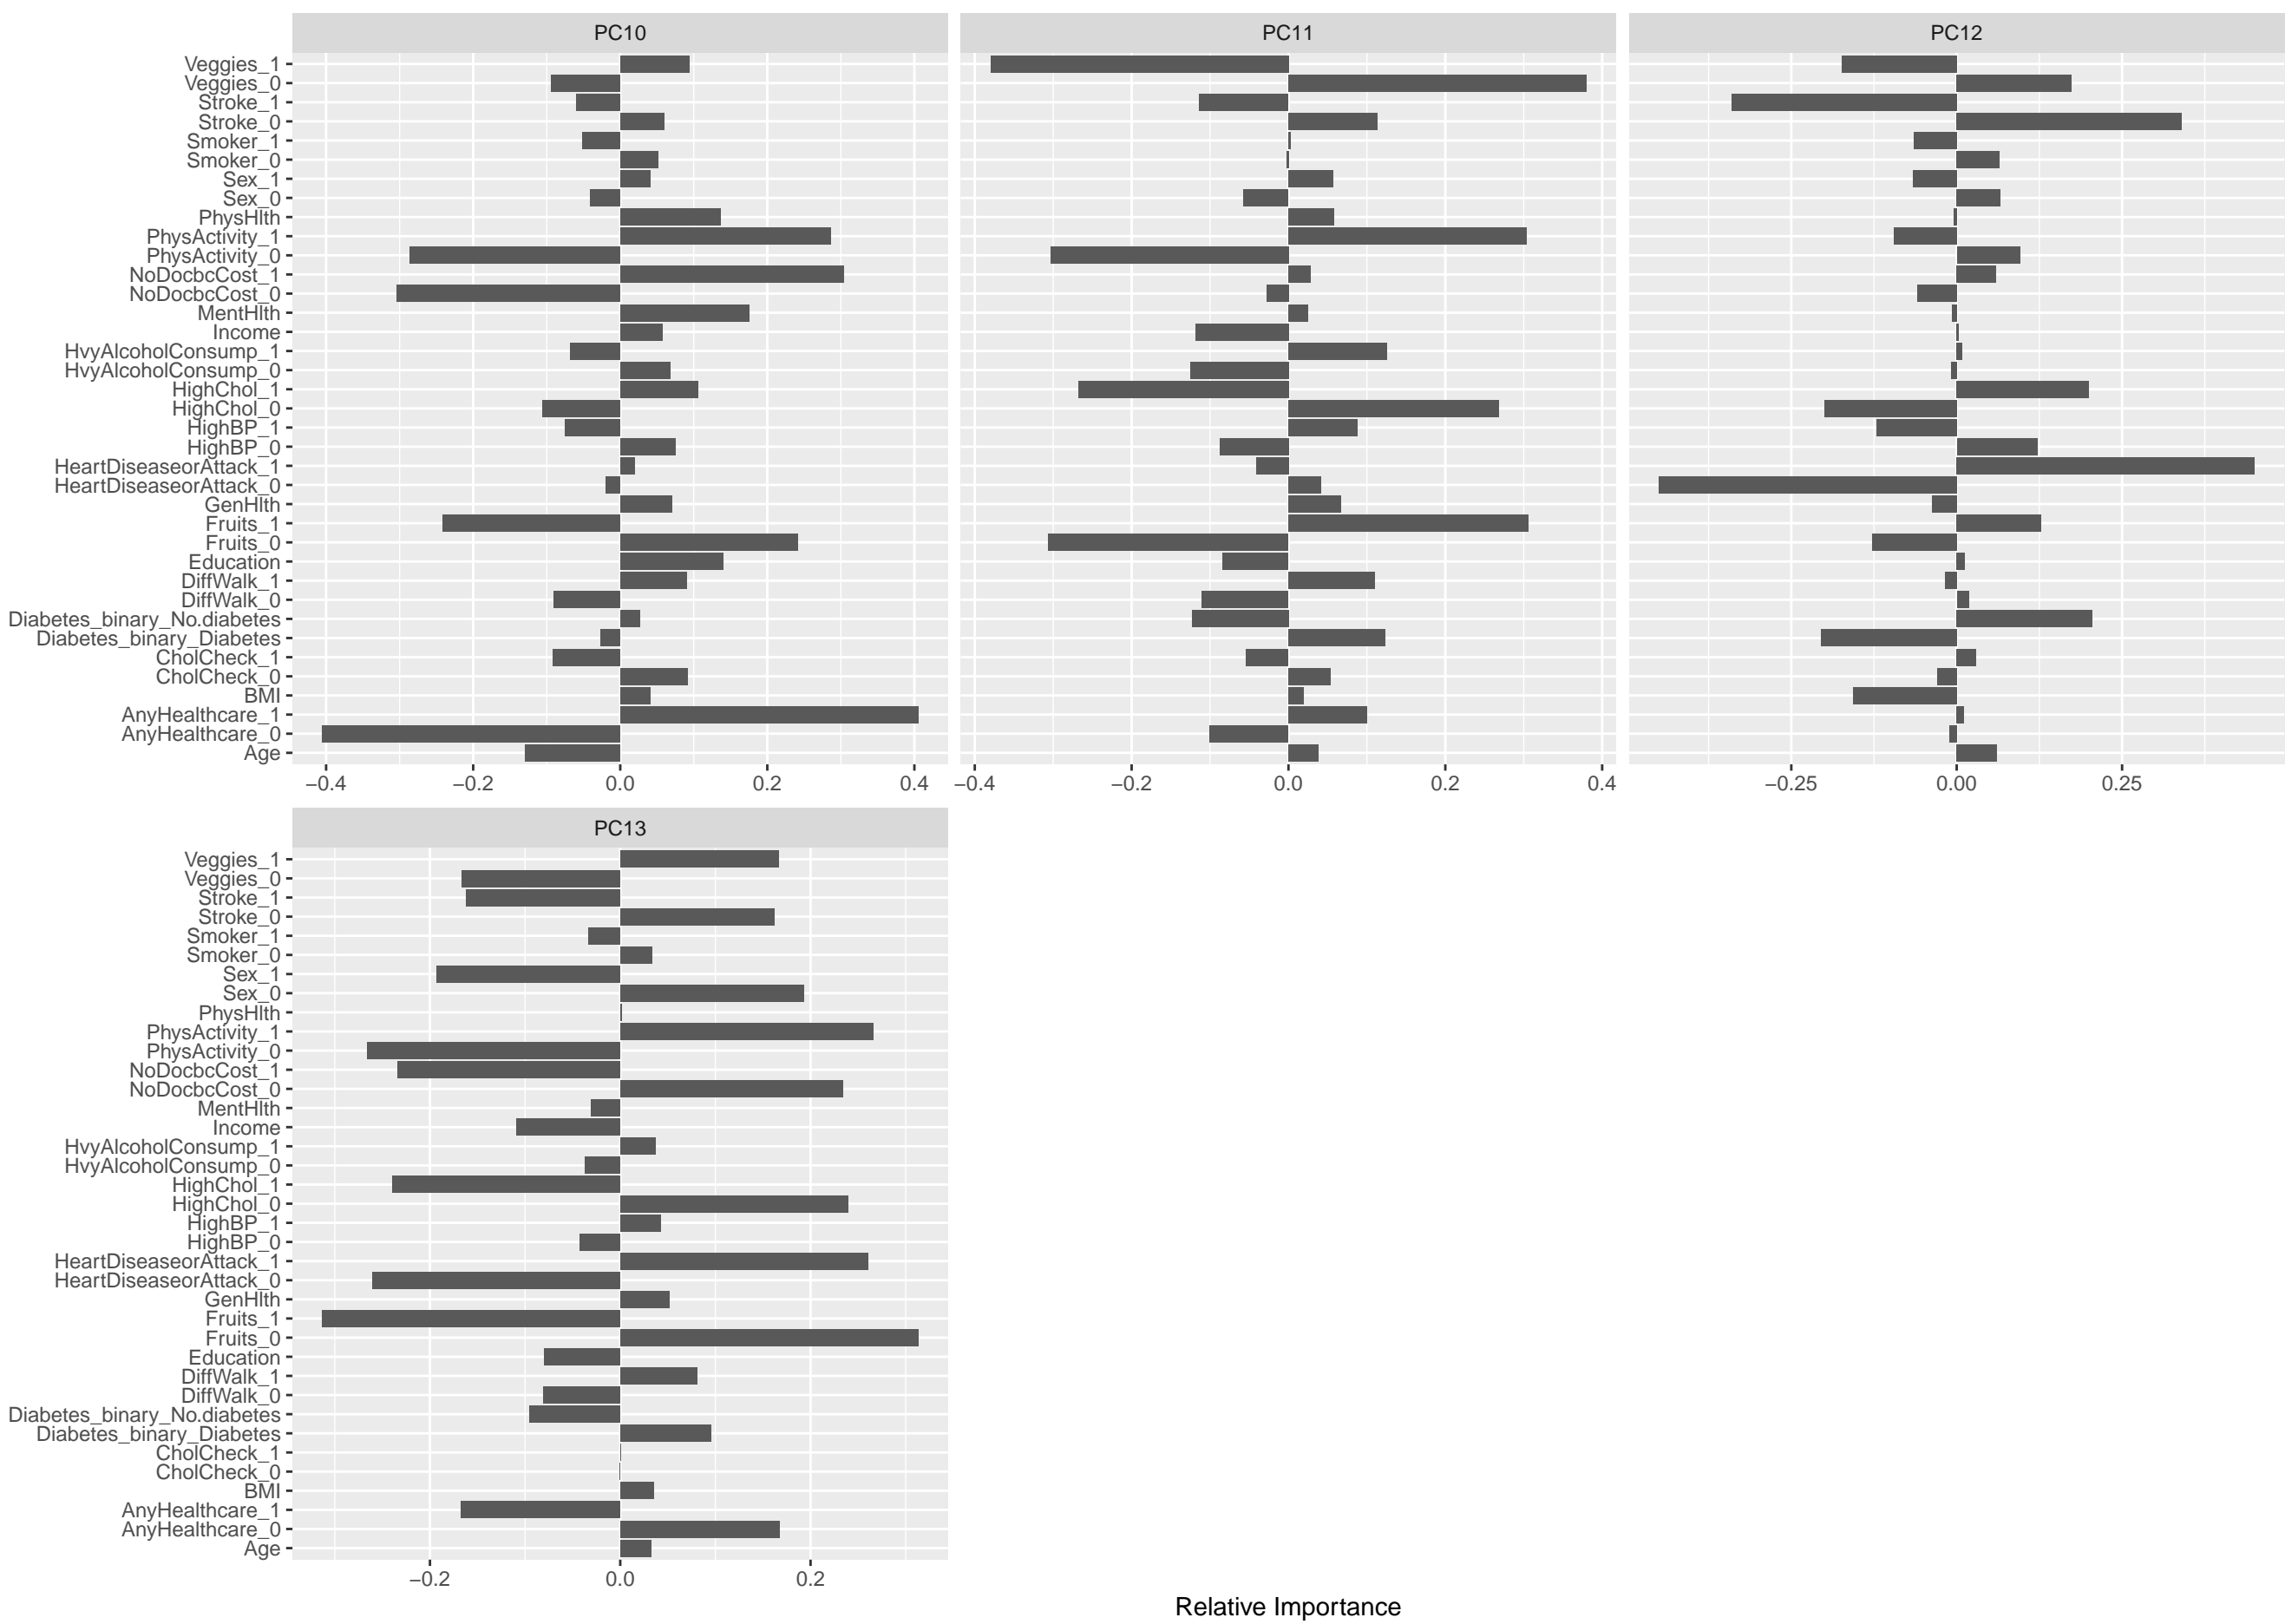 PC10 PC11 PC12
Veggies_1
Veggies_0
Stroke_1
Stroke_0
Smoker_1
Smoker_0
Sex_1
Sex_0
PhysHlth
PhysActivity_1
PhysActivity_0
NoDocbcCost_1
NoDocbcCost_0
MentHlth
Income
HvyAlcoholConsump_1
HvyAlcoholConsump_0
HighChol_1
HighChol_0
HighBP_1
HighBP_0
HeartDiseaseorAttack_1
HeartDiseaseorAttack_0
GenHlth
Fruits_1
Fruits_0
Education
DiffWalk_1
DiffWalk_0
Diabetes_binary_No.diabetes
Diabetes_binary_Diabetes
CholCheck_1
CholCheck_0
BMI
AnyHealthcare_1
AnyHealthcare_0
Age
−0.4 −0.2 0.0 0.2 0.4 −0.4 −0.2 0.0 0.2 0.4 −0.25 0.00 0.25
PC13
Veggies_1
Veggies_0
Stroke_1
Stroke_0
Smoker_1
Smoker_0
Sex_1
Sex_0
PhysHlth
PhysActivity_1
PhysActivity_0
NoDocbcCost_1
NoDocbcCost_0
MentHlth
Income
HvyAlcoholConsump_1
HvyAlcoholConsump_0
HighChol_1
HighChol_0
HighBP_1
HighBP_0
HeartDiseaseorAttack_1
HeartDiseaseorAttack_0
GenHlth
Fruits_1
Fruits_0
Education
DiffWalk_1
DiffWalk_0
Diabetes_binary_No.diabetes
Diabetes_binary_Diabetes
CholCheck_1
CholCheck_0
BMI
AnyHealthcare_1
AnyHealthcare_0
Age
−0.2 0.0 0.2
Relative Importance